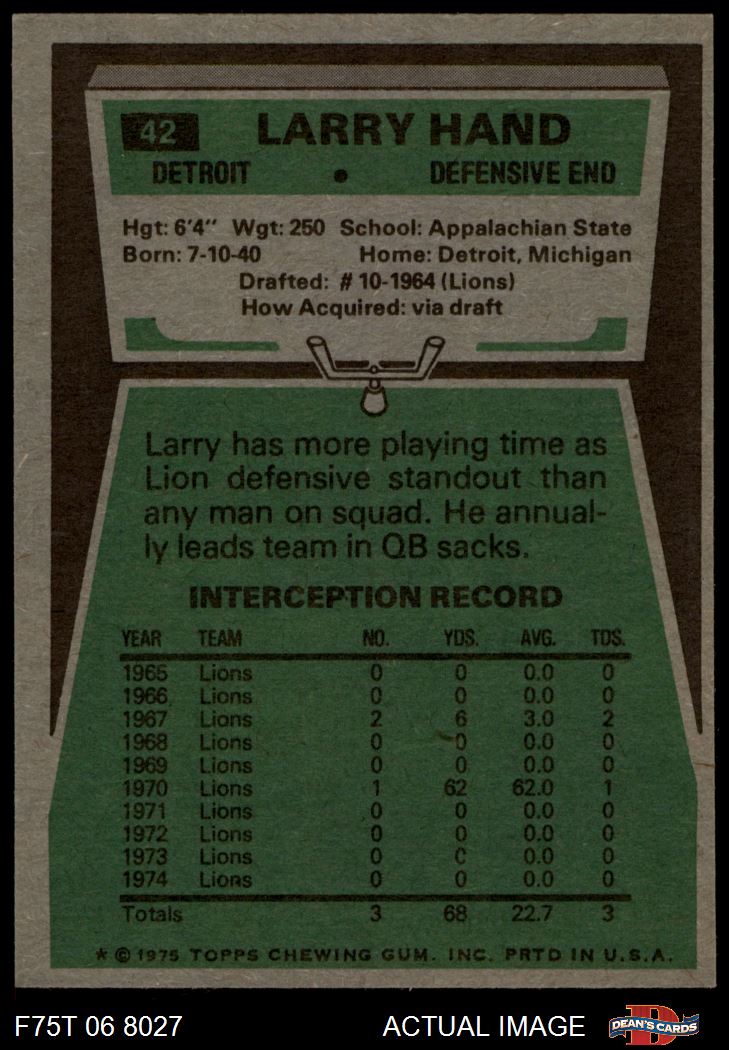 42 LARRY HAND
DETROIT • DEFENSIVE END
Hgt: 6'4" Wgt: 250 School: Appalachian State
Born: 7-10-40 Home: Detroit, Michigan
Drafted: # 10-1964 (Lions)
How Acquired: via draft
Larry has more playing time as
Lion defensive standout than
any man on squad. He annual-
ly leads team in QB sacks.
INTERCEPTION RECORD
YEAR TEAM NO. YDS. AVG. TDS.
1965 Lions 0 0 0.0 0
1966 Lions 0 0 0.0 0
1967 Lions 2 6 3.0 2
1968 Lions 0 0 0.0 0
1969 Lions 0 0 0.0 0
1970 Lions 1 62 62.0 1
1971 Lions 0 0 0.0 0
1972 Lions 0 0 0.0 0
1973 Lions 0 0 0.0 0
1974 Lions 0 0 0.0 0
Totals 3 68 22.7 3
* © 1975 TOPPS CHEWING GUM. INC. PRTD IN U.S.A.
F75T 06 8027 ACTUAL IMAGE D DEAN'S CARDS